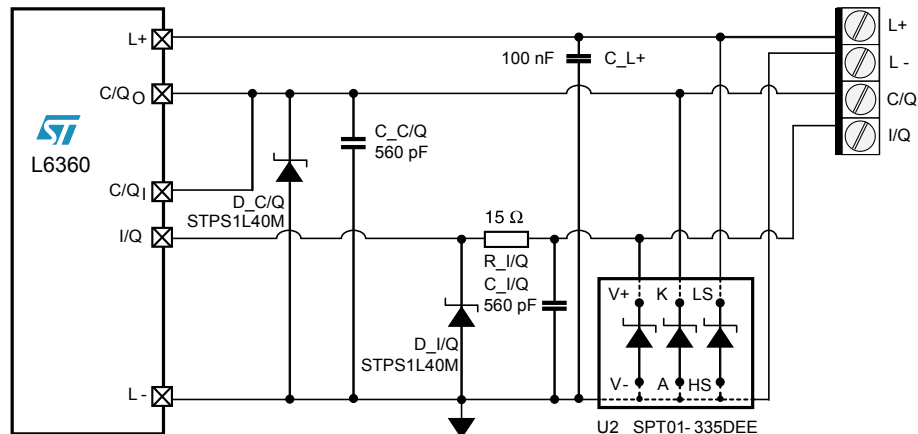 L+
100 nF
C_L+
L+
L -
C/QO
C/Q
C_C/Q
560 pF
I/Q
ST
L6360
C/QI
D_C/Q
STPS1L40M
I/Q
15 Ω
R_I/Q
C_I/Q
560 pF
V+ K LS
D_I/Q
STPS1L40M
V- A HS
L -
U2 SPT01- 335DEE